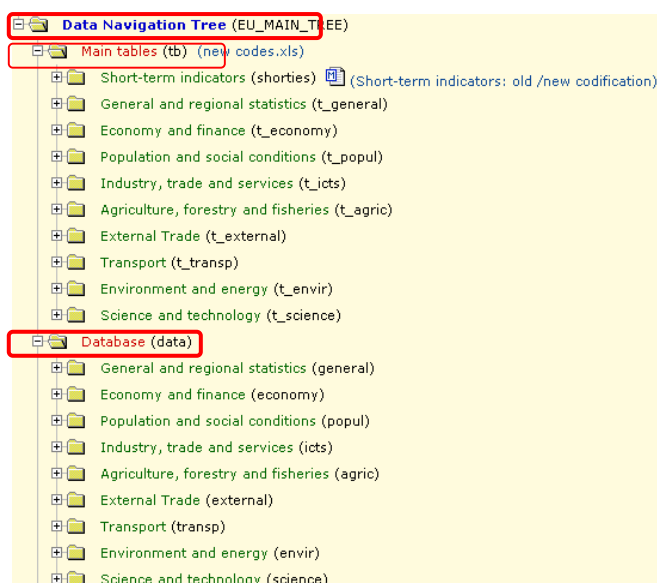 Data Navigation Tree (EU_MAIN_TREE)
Main tables (tb) (new codes.xls)
Short-term indicators (shorties) (Short-term indicators: old /new codification)
General and regional statistics (t_general)
Economy and finance (t_economy)
Population and social conditions (t_popul)
Industry, trade and services (t_icts)
Agriculture, forestry and fisheries (t_agric)
External Trade (t_external)
Transport (t_transp)
Environment and energy (t_envir)
Science and technology (t_science)
Database (data)
General and regional statistics (general)
Economy and finance (economy)
Population and social conditions (popul)
Industry, trade and services (icts)
Agriculture, forestry and fisheries (agric)
External Trade (external)
Transport (transp)
Environment and energy (envir)
Science and technology (science)